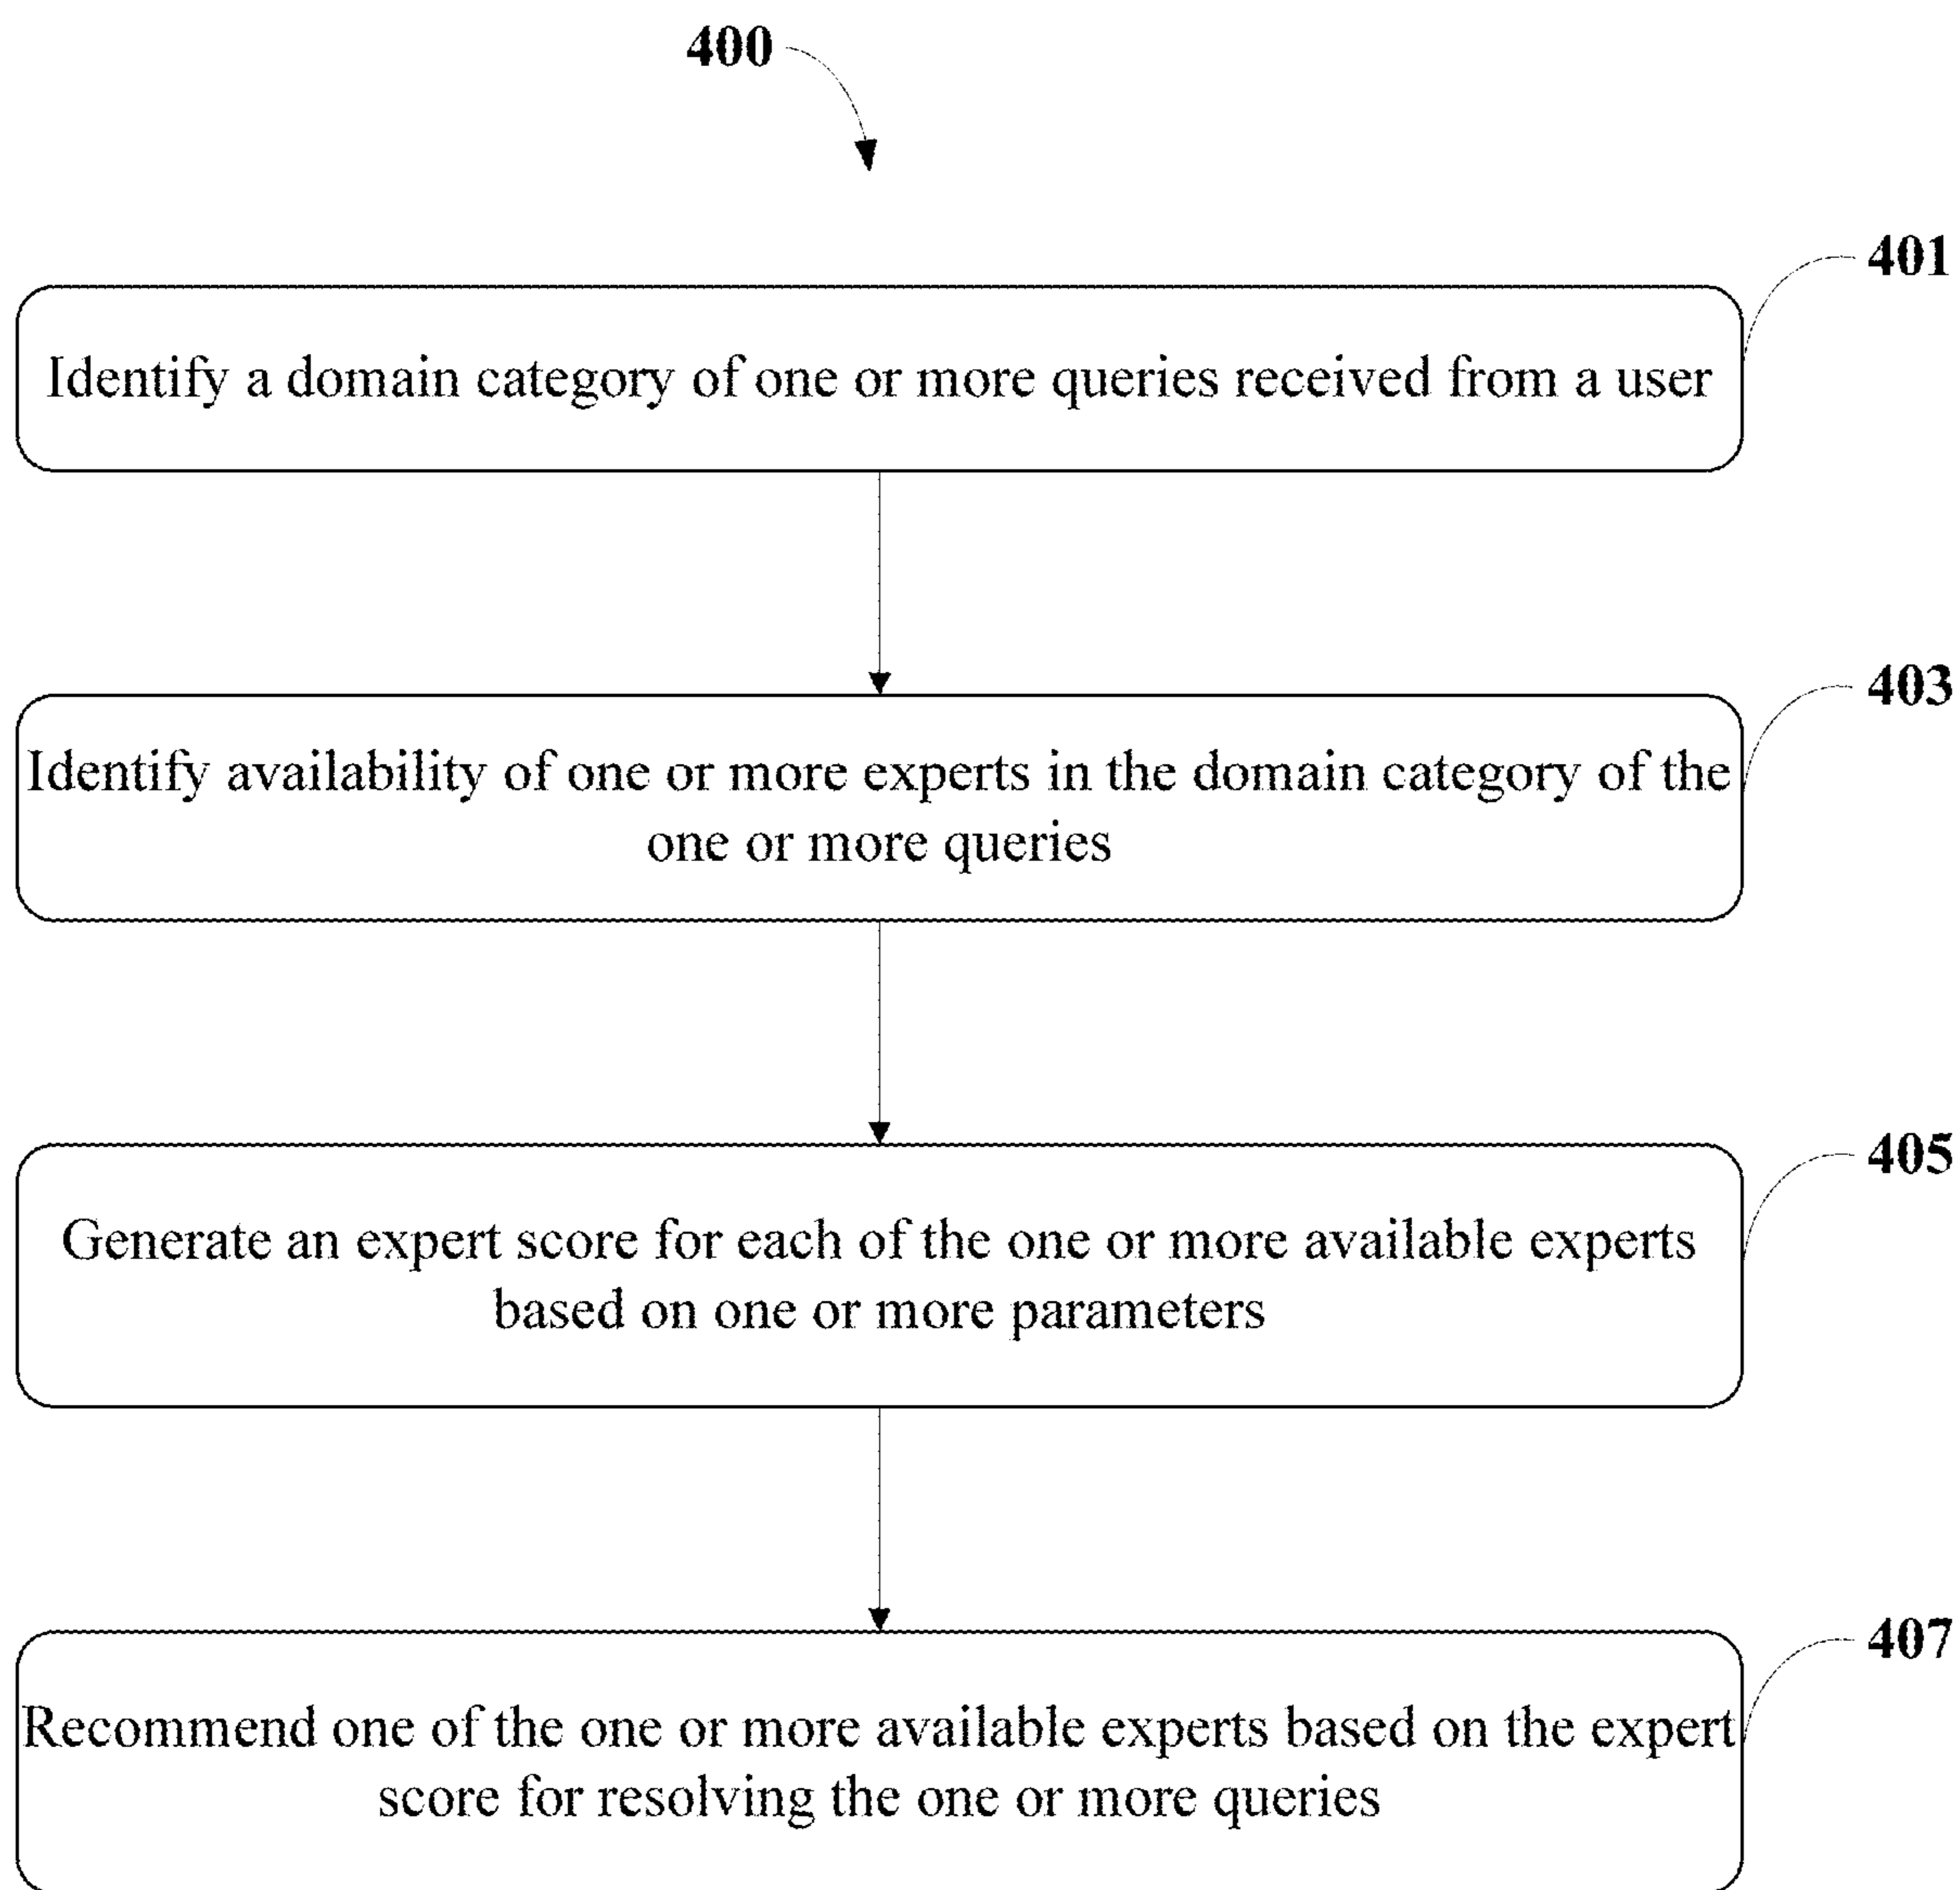 400
401
Identify a domain category of one or more queries received from a user
403
Identify availability of one or more experts in the domain category of the
one or more queries
405
Generate an expert score for each of the one or more available experts
based on one or more parameters
407
Recommend one of the one or more available experts based on the expert
score for resolving the one or more queries